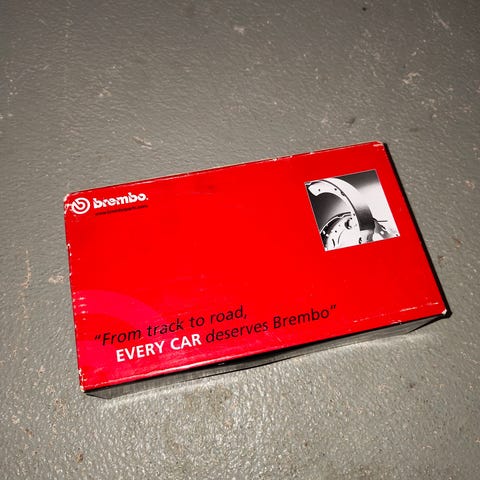 brembo.
“From track to road,
EVERY CAR deserves Brembo”